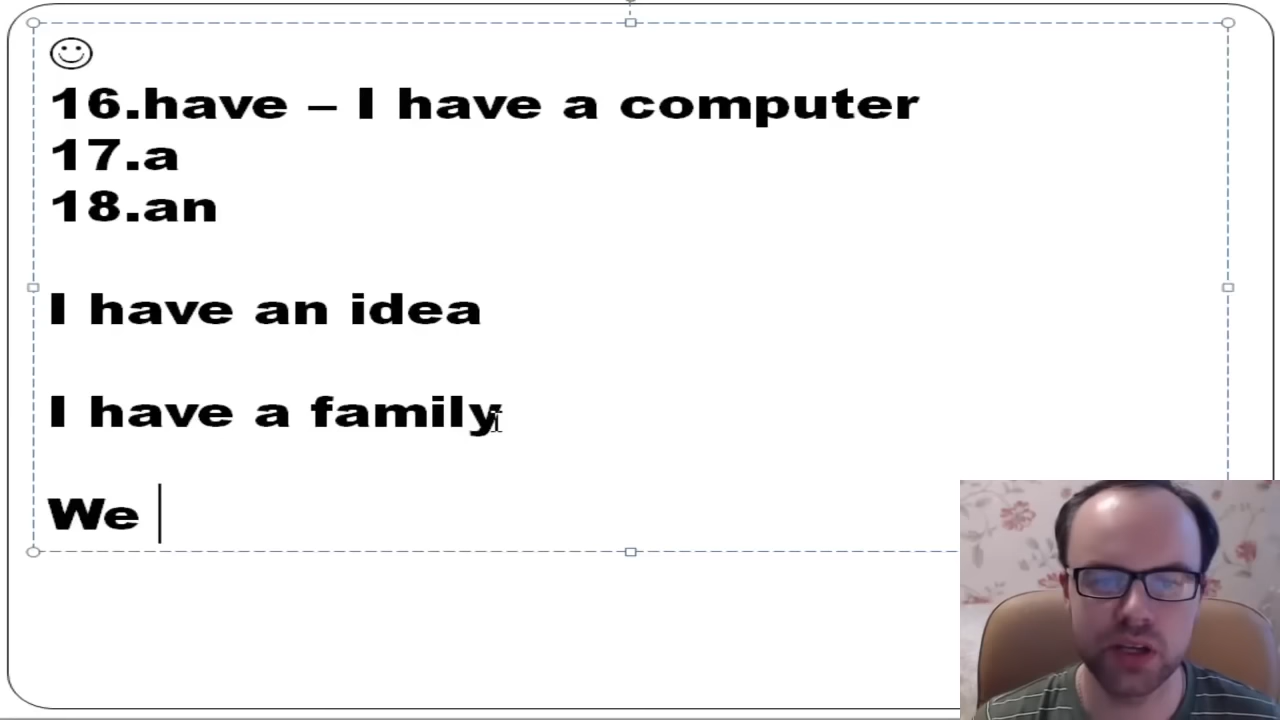 16.have – I have a computer
17.a
18.an
I have an idea
I have a family
We